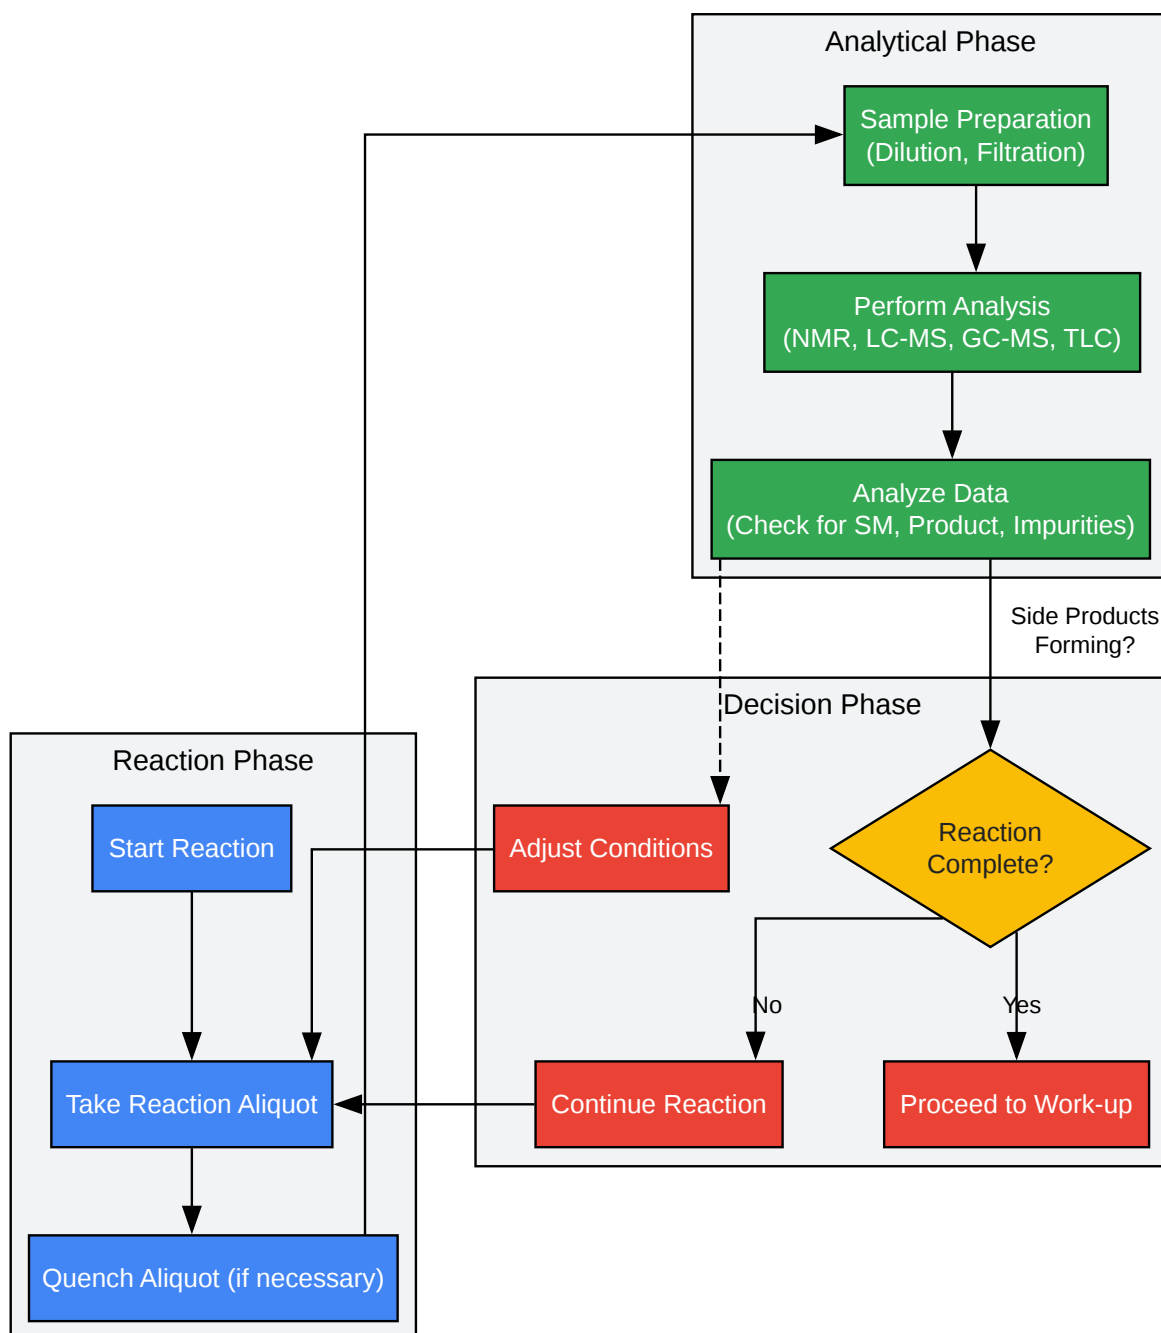 Analytical Phase
Sample Preparation
(Dilution, Filtration)
Perform Analysis
(NMR, LC-MS, GC-MS, TLC)
Analyze Data
(Check for SM, Product, Impurities)
Side Products
Forming?
Decision Phase
Reaction Phase
Start Reaction
Adjust Conditions
Reaction
Complete?
No
Yes
Take Reaction Aliquot
Continue Reaction
Proceed to Work-up
Quench Aliquot (if necessary)